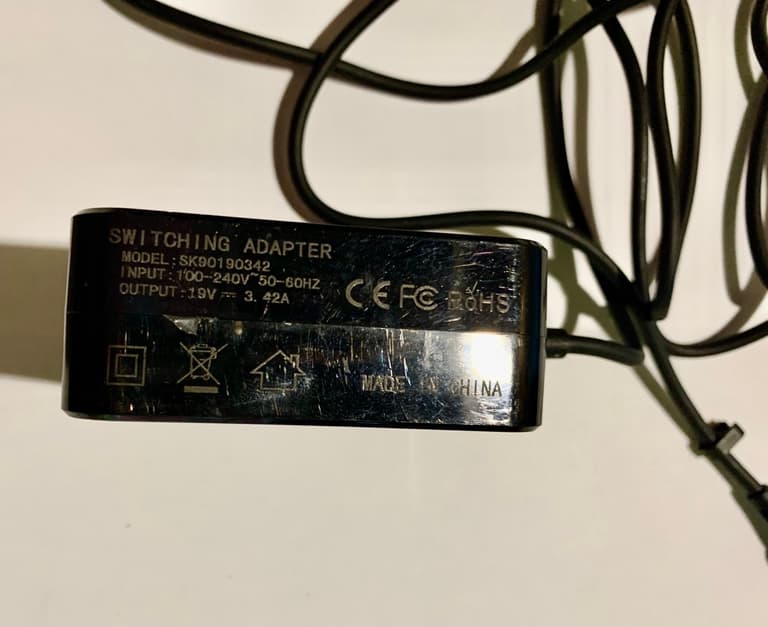 SWITCHING ADAPTER
MODEL:SK90190342
INPUT:100-240V~50-60HZ
OUTPUT:19V⎓3.42A
CE FC RoHS
MADE IN CHINA